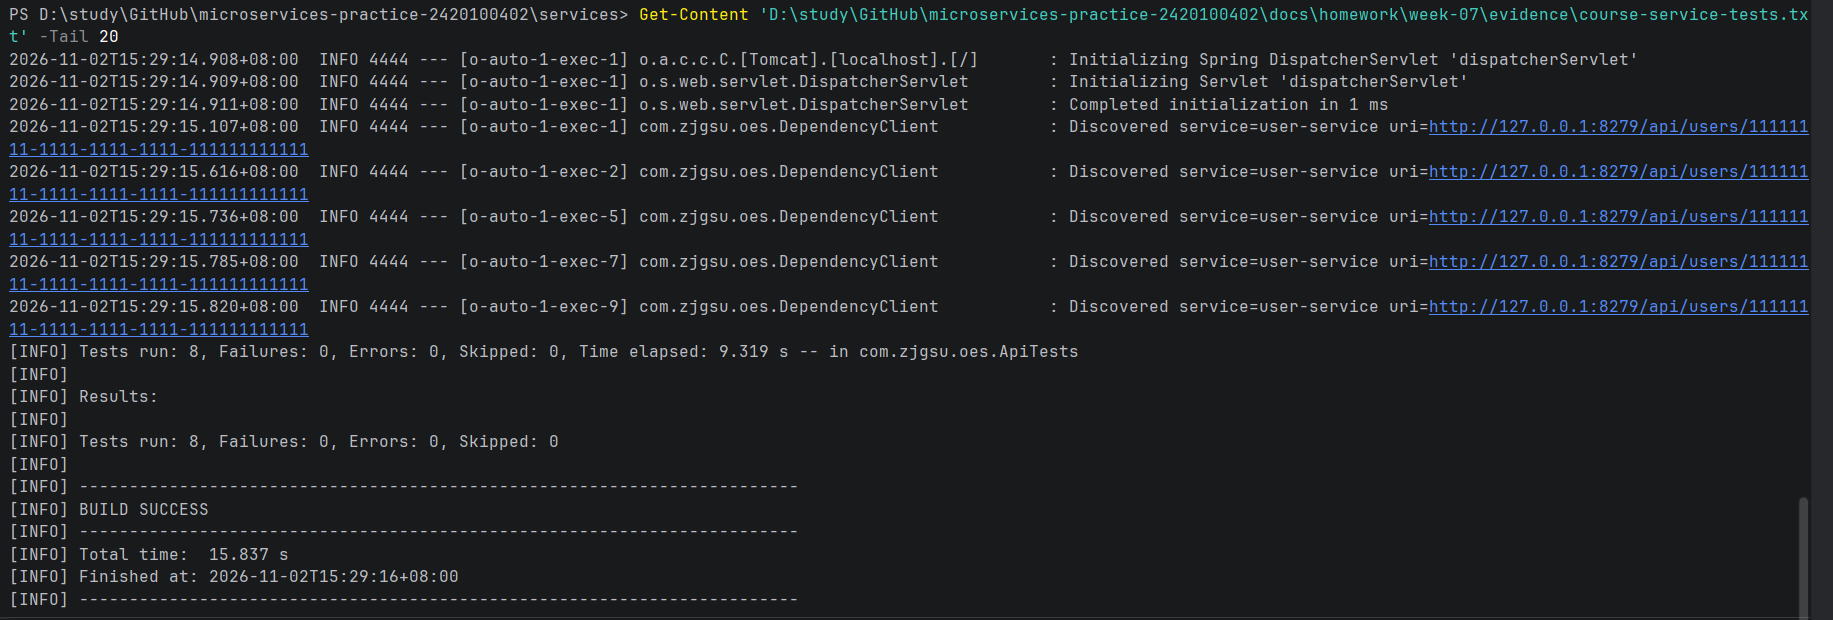 PS D:\study\GitHub\microservices-practice-2420100402\services> Get-Content 'D:\study\GitHub\microservices-practice-2420100402\docs\homework\week-07\evidence\course-service-tests.tx
t' -Tail 20
2026-11-02T15:29:14.908+08:00  INFO 4444 --- [o-auto-1-exec-1] o.a.c.c.C.[Tomcat].[localhost].[/]       : Initializing Spring DispatcherServlet 'dispatcherServlet'
2026-11-02T15:29:14.909+08:00  INFO 4444 --- [o-auto-1-exec-1] o.s.web.servlet.DispatcherServlet        : Initializing Servlet 'dispatcherServlet'
2026-11-02T15:29:14.911+08:00  INFO 4444 --- [o-auto-1-exec-1] o.s.web.servlet.DispatcherServlet        : Completed initialization in 1 ms
2026-11-02T15:29:15.107+08:00  INFO 4444 --- [o-auto-1-exec-1] com.zjgsu.oes.DependencyClient           : Discovered service=user-service uri=http://127.0.0.1:8279/api/users/111111
11-1111-1111-1111-111111111111
2026-11-02T15:29:15.616+08:00  INFO 4444 --- [o-auto-1-exec-2] com.zjgsu.oes.DependencyClient           : Discovered service=user-service uri=http://127.0.0.1:8279/api/users/111111
11-1111-1111-1111-111111111111
2026-11-02T15:29:15.736+08:00  INFO 4444 --- [o-auto-1-exec-5] com.zjgsu.oes.DependencyClient           : Discovered service=user-service uri=http://127.0.0.1:8279/api/users/111111
11-1111-1111-1111-111111111111
2026-11-02T15:29:15.785+08:00  INFO 4444 --- [o-auto-1-exec-7] com.zjgsu.oes.DependencyClient           : Discovered service=user-service uri=http://127.0.0.1:8279/api/users/111111
11-1111-1111-1111-111111111111
2026-11-02T15:29:15.820+08:00  INFO 4444 --- [o-auto-1-exec-9] com.zjgsu.oes.DependencyClient           : Discovered service=user-service uri=http://127.0.0.1:8279/api/users/111111
11-1111-1111-1111-111111111111
[INFO] Tests run: 8, Failures: 0, Errors: 0, Skipped: 0, Time elapsed: 9.319 s -- in com.zjgsu.oes.ApiTests
[INFO]
[INFO] Results:
[INFO]
[INFO] Tests run: 8, Failures: 0, Errors: 0, Skipped: 0
[INFO]
[INFO] ------------------------------------------------------------------------
[INFO] BUILD SUCCESS
[INFO] ------------------------------------------------------------------------
[INFO] Total time:  15.837 s
[INFO] Finished at: 2026-11-02T15:29:16+08:00
[INFO] ------------------------------------------------------------------------